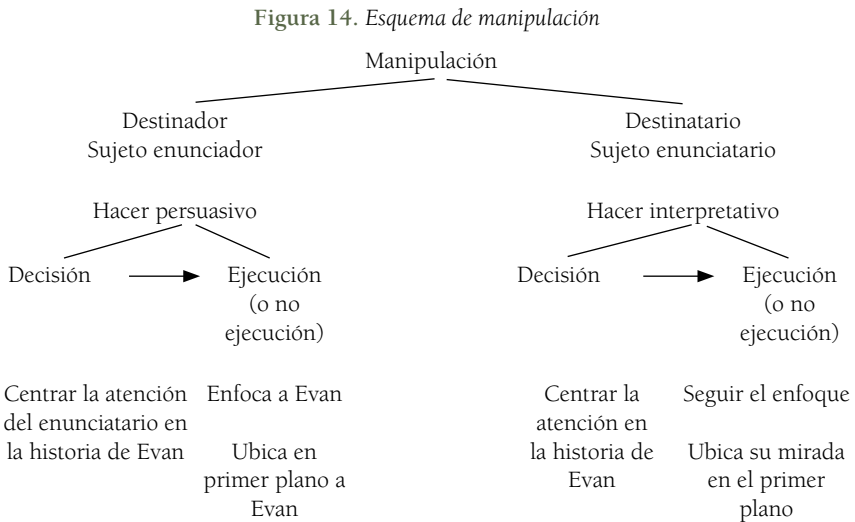 Figura 14. Esquema de manipulación
Manipulación
Destinador
Sujeto enunciador
Destinatario
Sujeto enunciatario
Hacer persuasivo
Hacer interpretativo
Decisión
Ejecución
(o no
ejecución)
Decisión
Ejecución
(o no
ejecución)
Centrar la atención
del enunciatario en
la historia de Evan
Enfoca a Evan
Ubica en
primer plano a
Evan
Centrar la
atención en
la historia de
Evan
Seguir el enfoque
Ubica su mirada
en el primer
plano